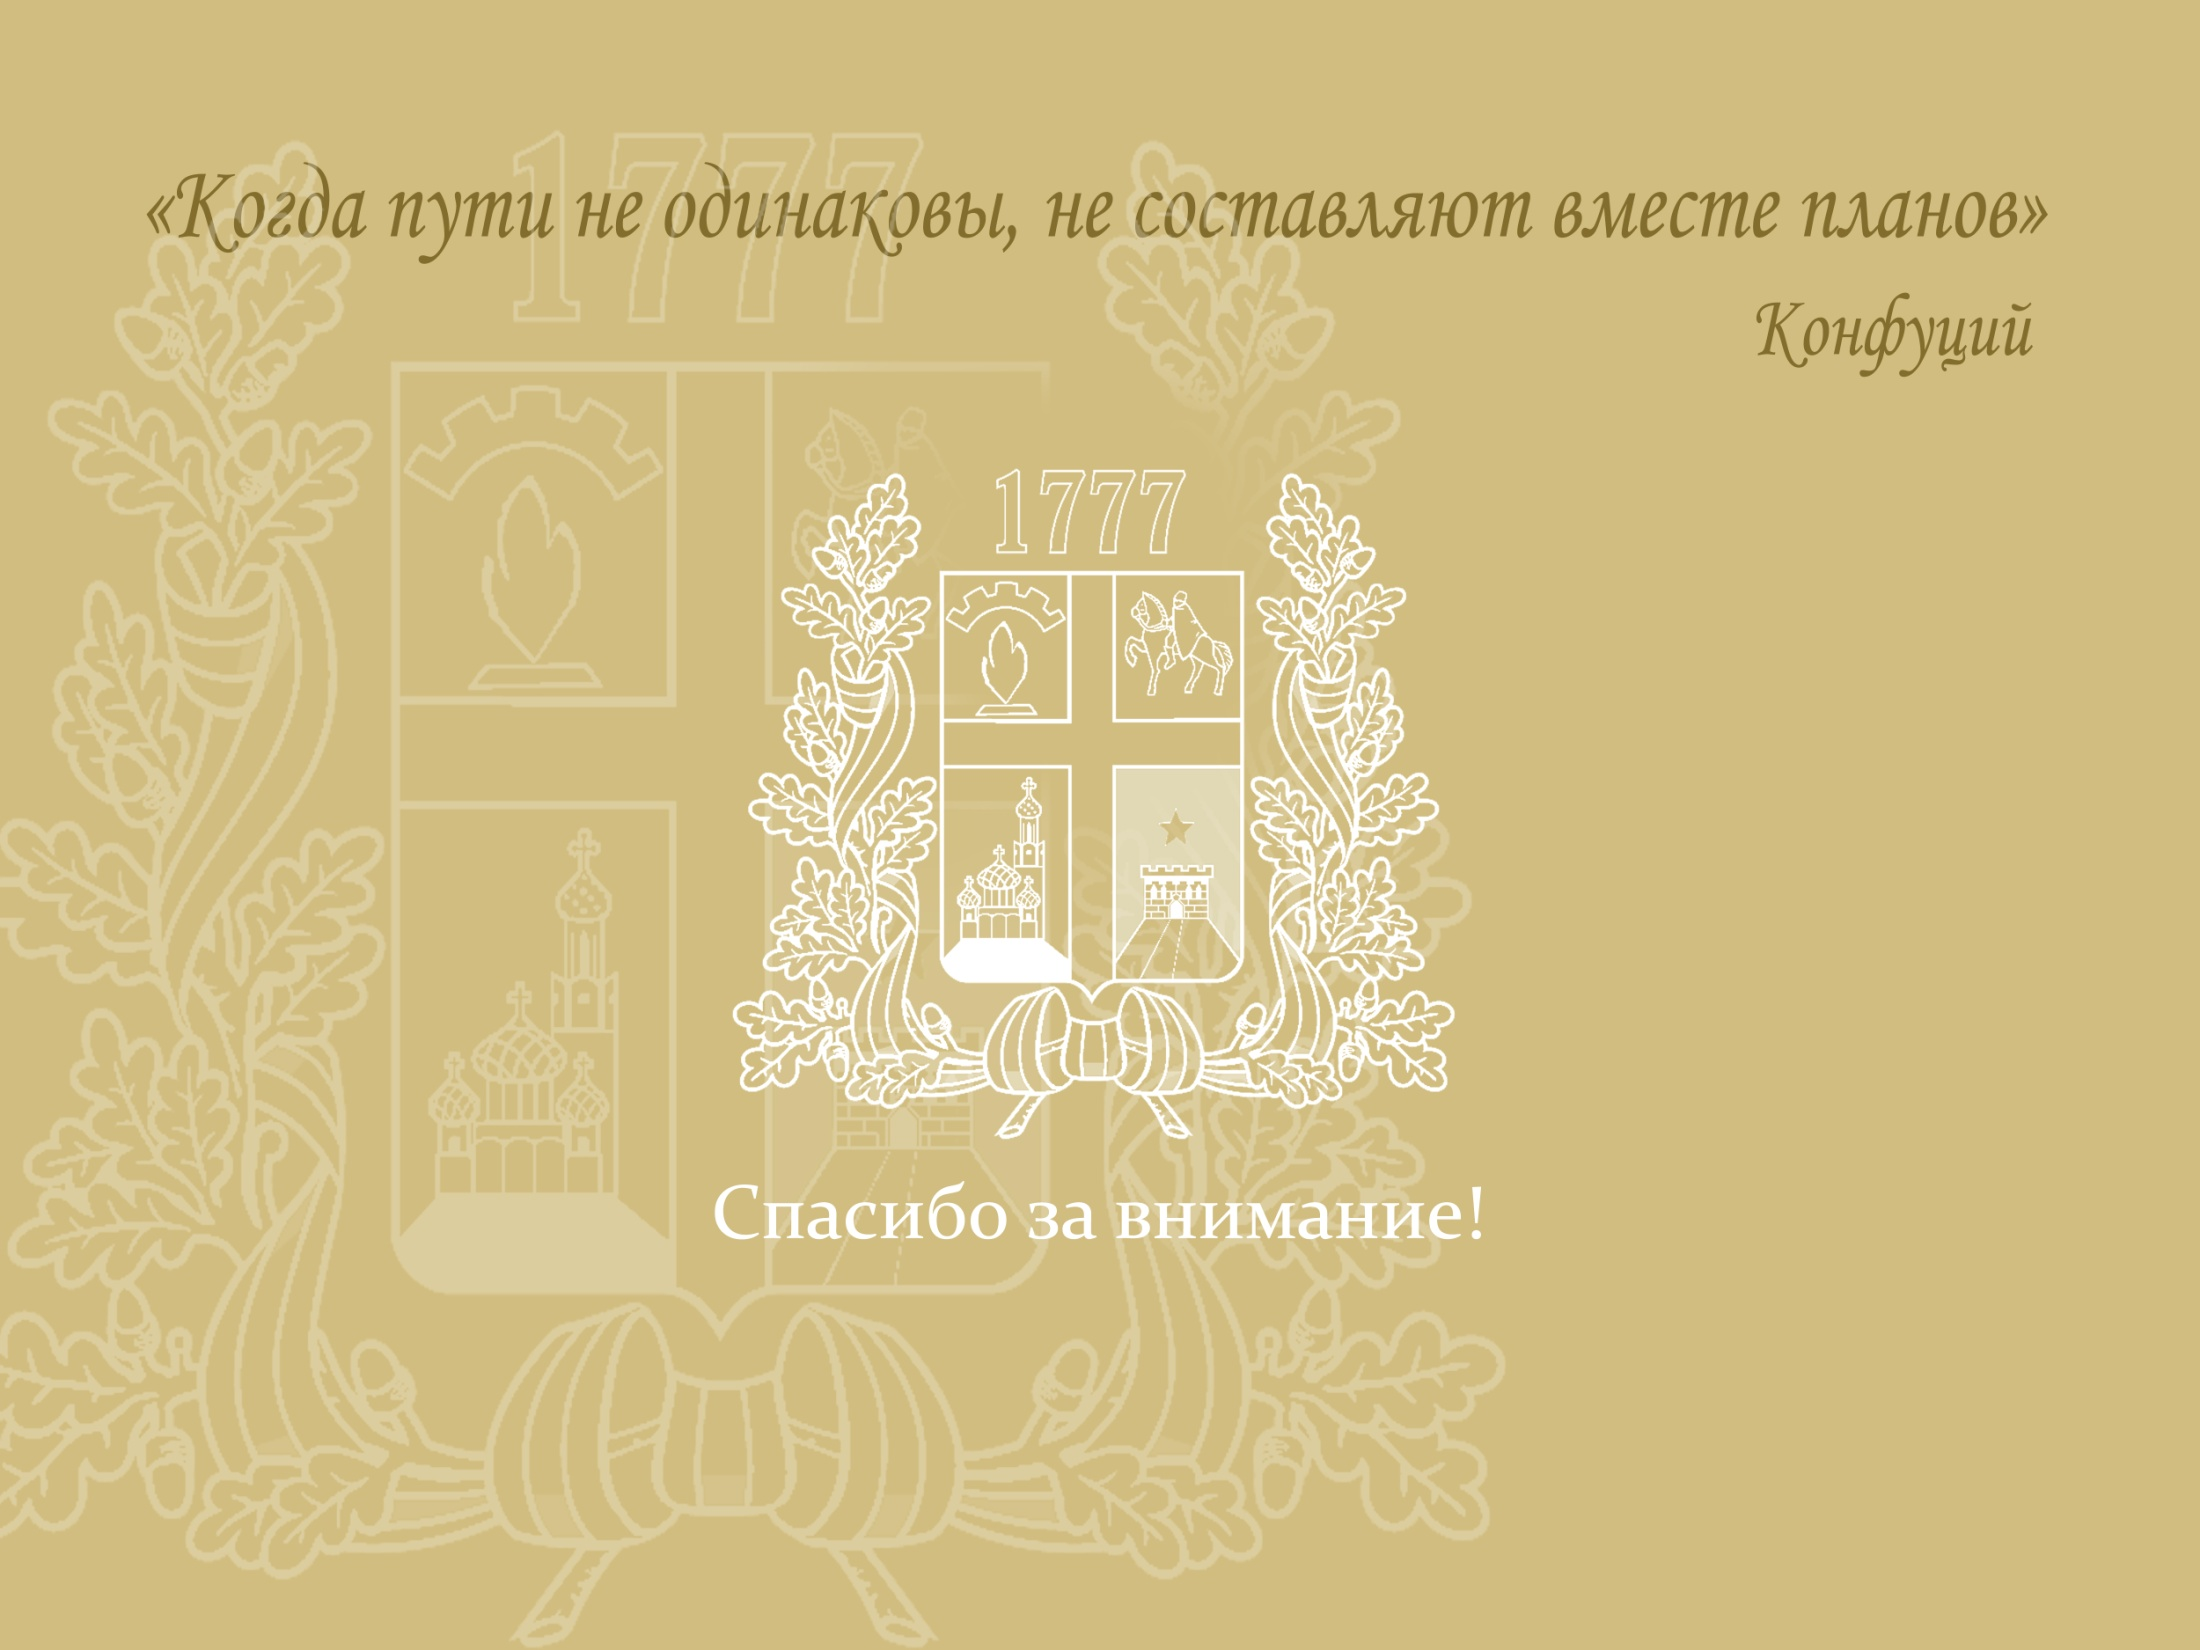 «Когда пути не одинаковы, не составляют вместе планов»
Конфуций
1777
1777
Спасибо за внимание!